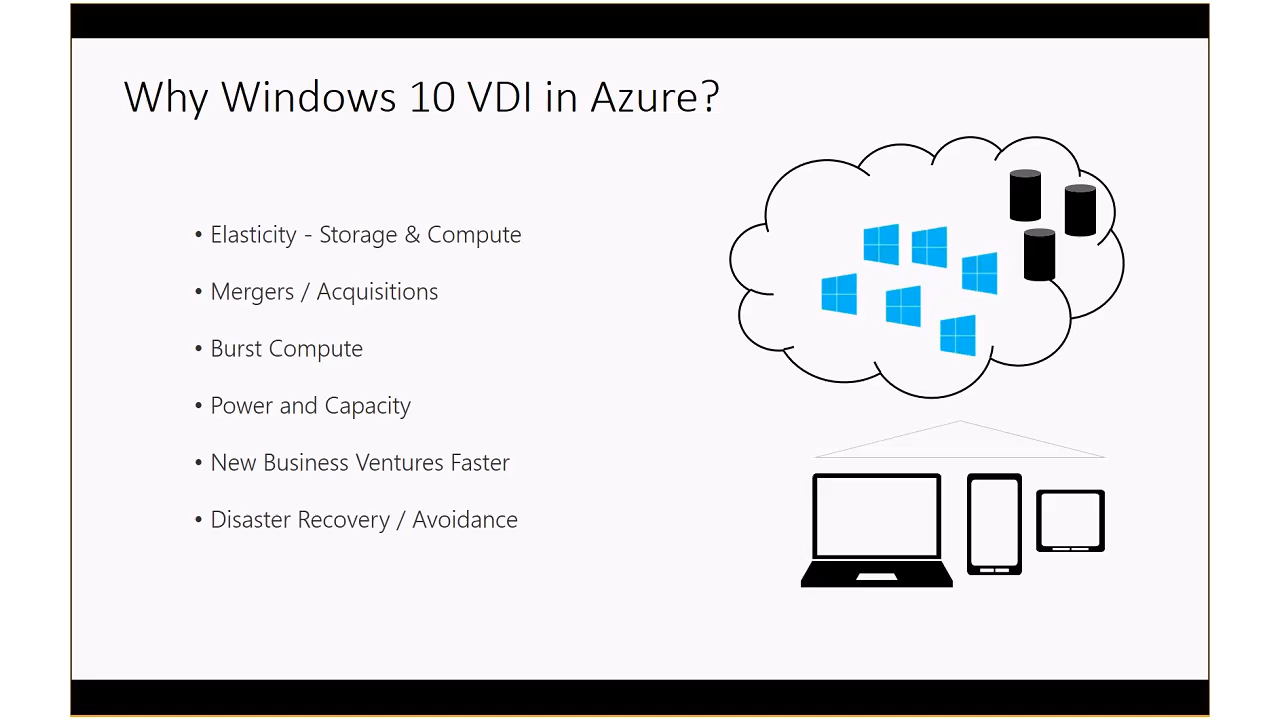 Why Windows 10 VDI in Azure?
• Elasticity - Storage & Compute
• Mergers / Acquisitions
• Burst Compute
• Power and Capacity
• New Business Ventures Faster
• Disaster Recovery / Avoidance